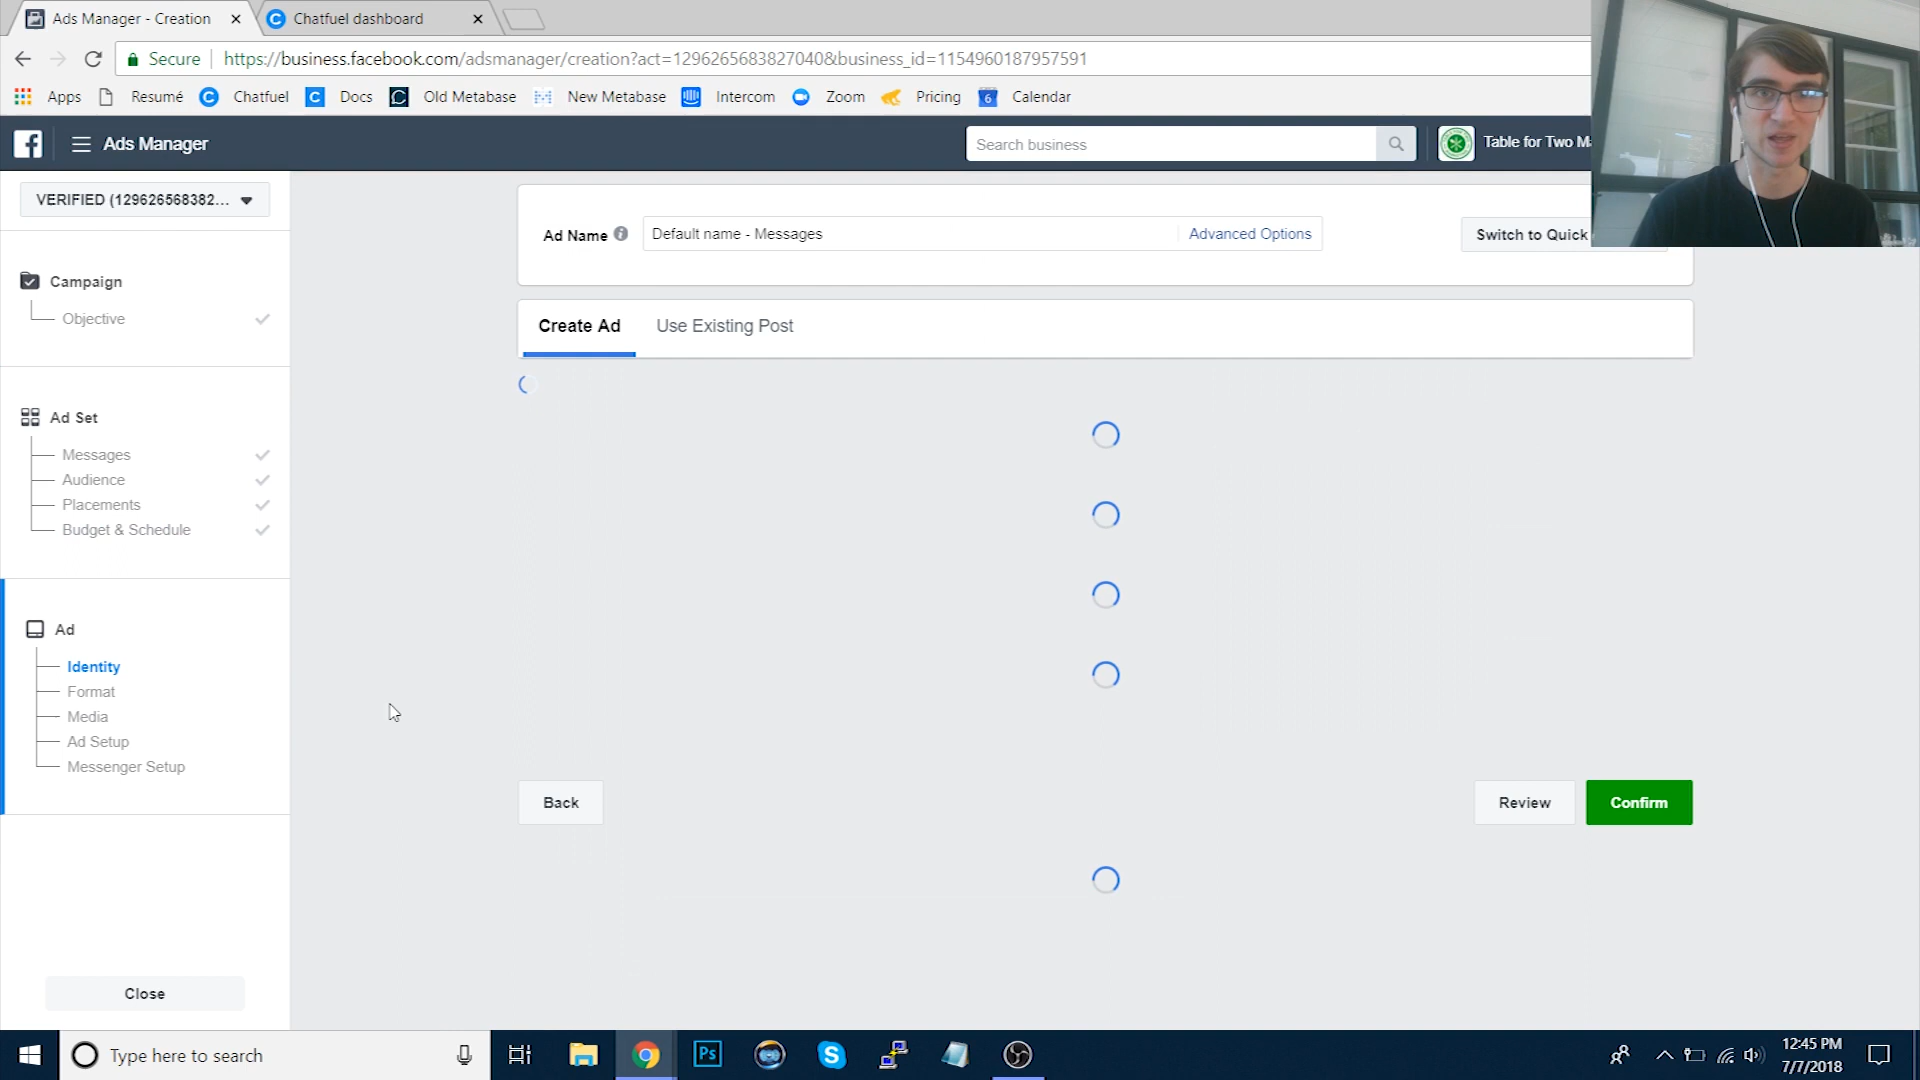 Ads Manager - Creation
Chatfuel dashboard
Secure
https://business.facebook.com/adsmanager/creation?act=1296265683827040&business_id=1154960187957591
Apps
Resumé
Chatfuel
Docs
Old Metabase
New Metabase
Intercom
Zoom
Pricing
6
Calendar
Ads Manager
Search business
Table for Two Ma
VERIFIED (129626568382...
Campaign
Objective
Ad Set
Messages
Audience
Placements
Budget & Schedule
Ad
Identity
Format
Media
Ad Setup
Messenger Setup
Close
Ad Name
Default name - Messages
Advanced Options
Switch to Quick
Create Ad
Use Existing Post
Back
Review
Confirm
Type here to search
Ps
12:45 PM
7/7/2018